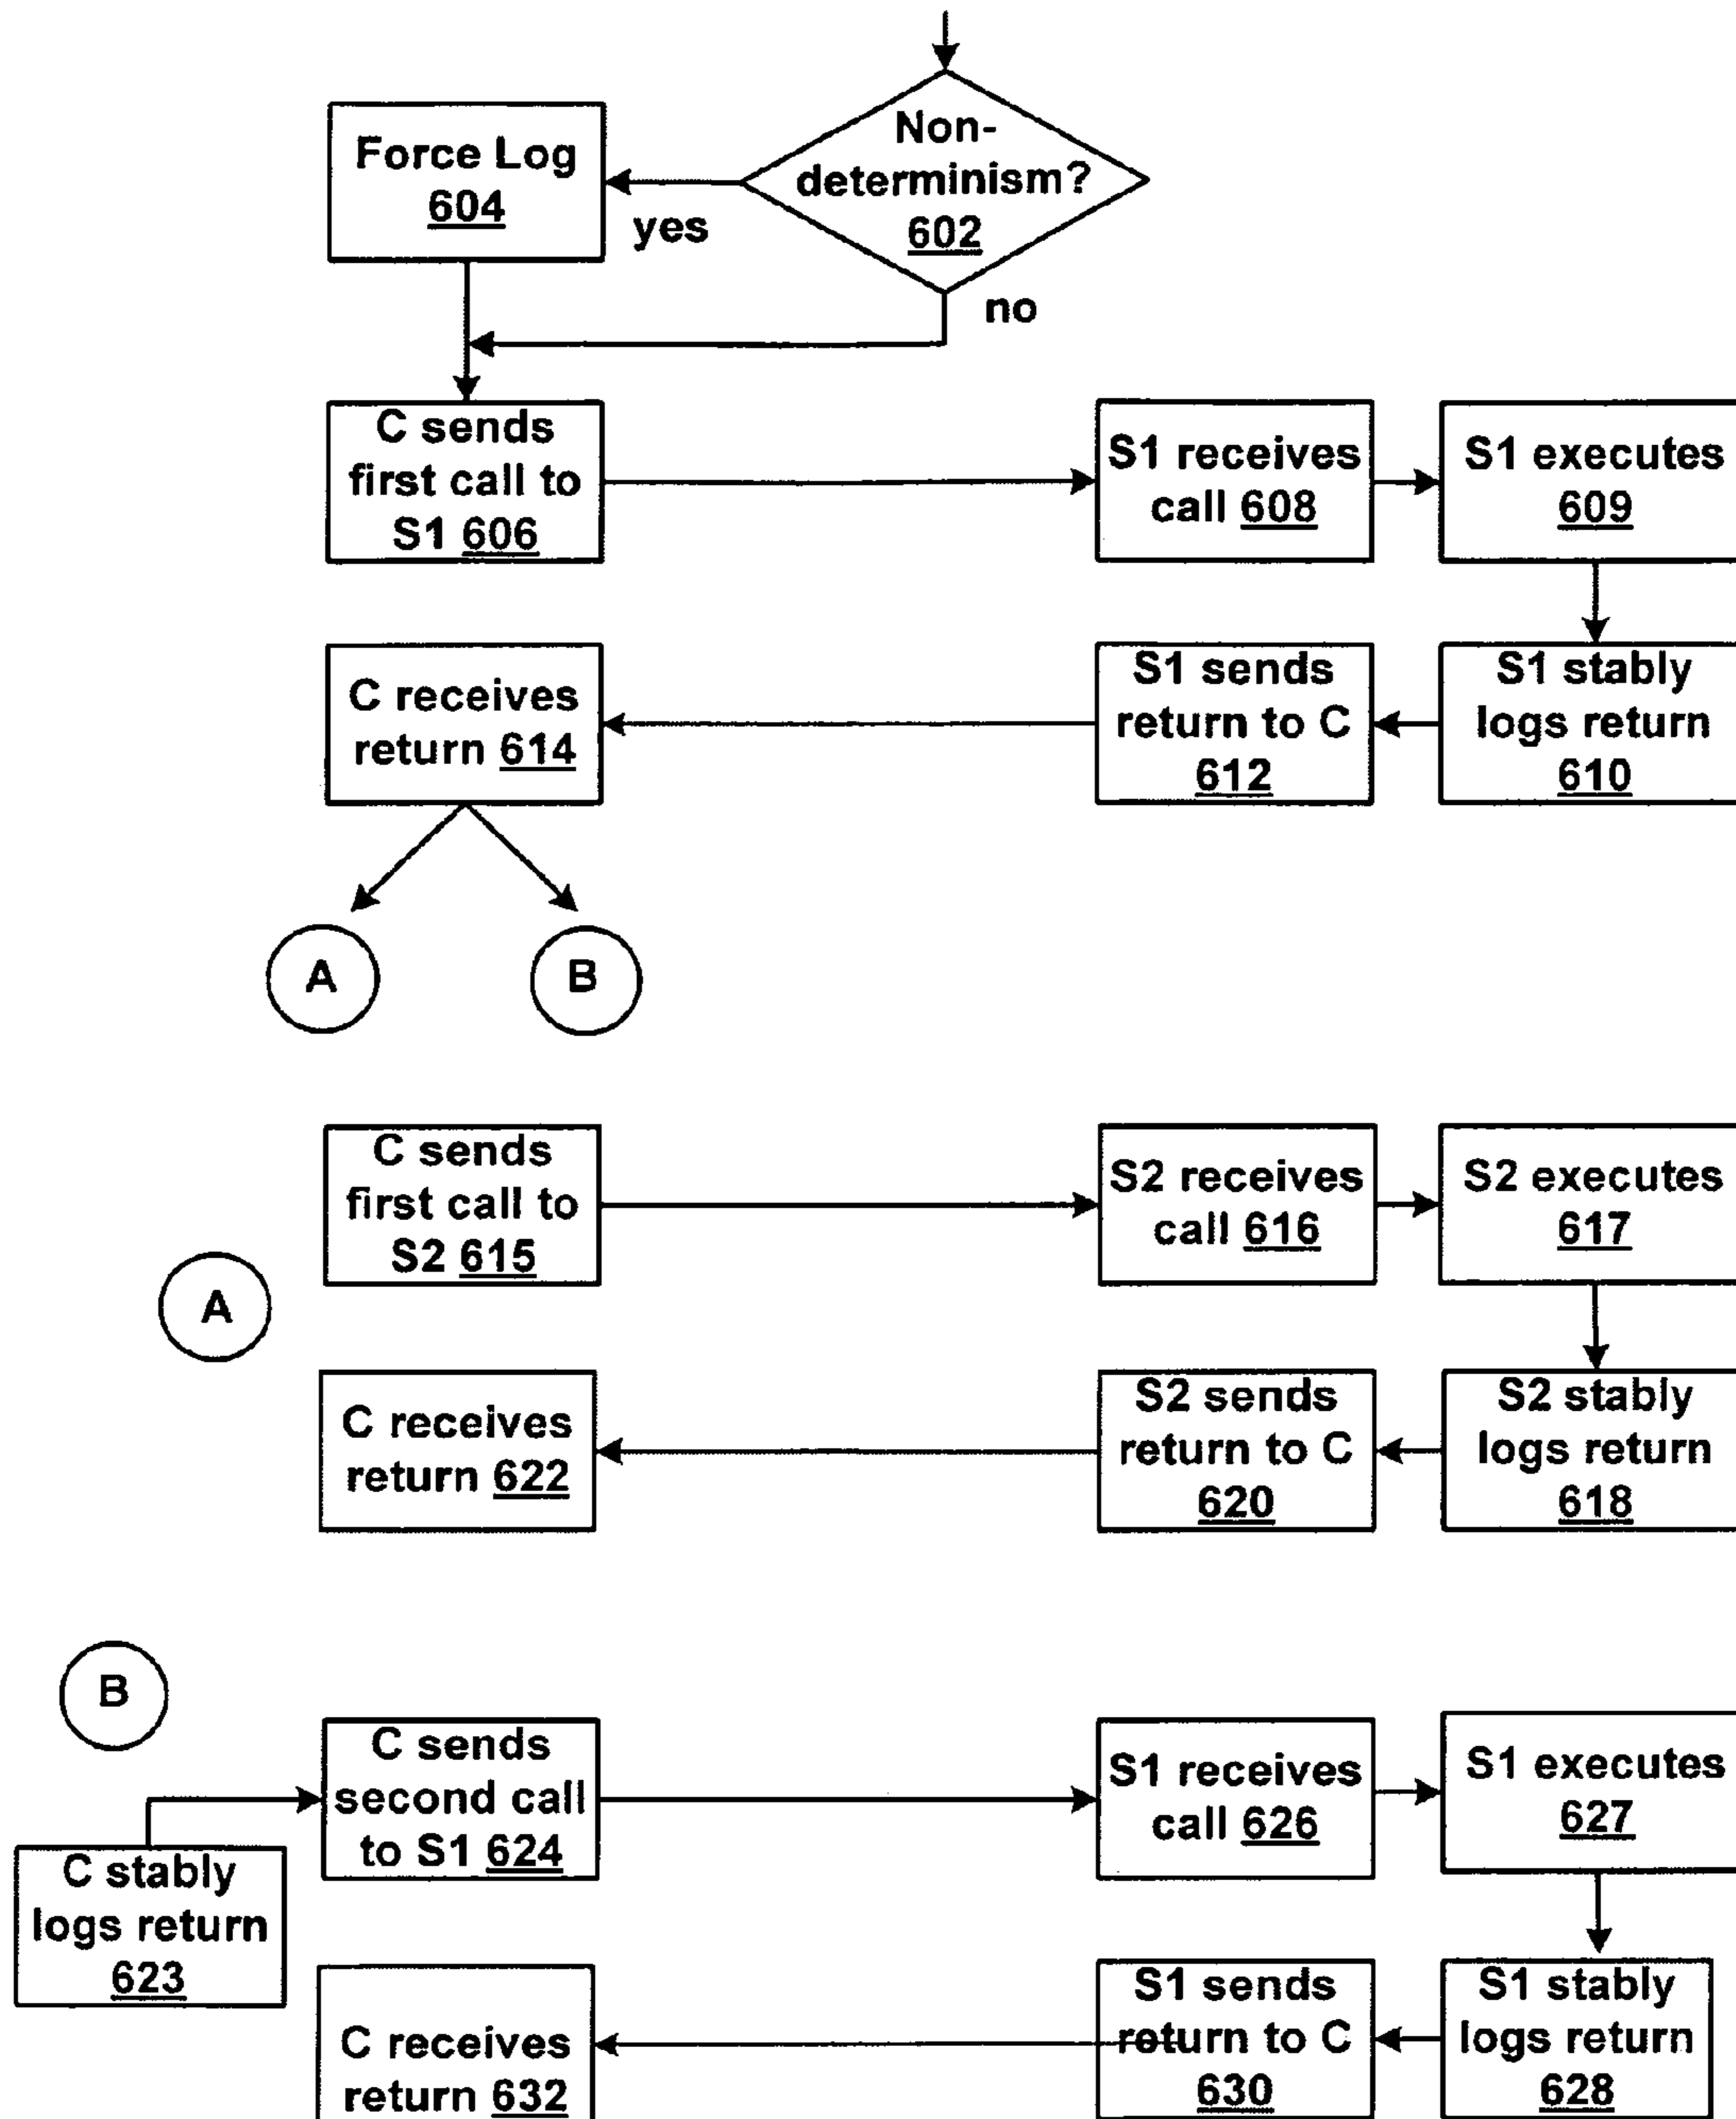 Non-
determinism?
602
Force Log
604
yes
no
C sends
first call to
S1 606
S1 receives
call 608
S1 executes
609
C receives
return 614
S1 sends
return to C
612
S1 stably
logs return
610
A
B
C sends
first call to
S2 615
S2 receives
call 616
S2 executes
617
A
C receives
return 622
S2 sends
return to C
620
S2 stably
logs return
618
B
C sends
second call
to S1 624
S1 receives
call 626
S1 executes
627
C stably
logs return
623
C receives
return 632
S1 sends
return to C
630
S1 stably
logs return
628